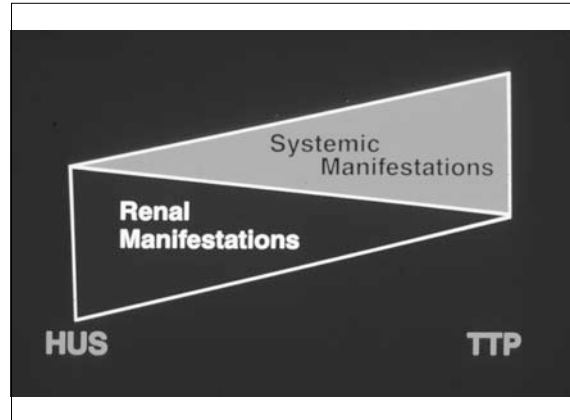 Systemic
Manifestations
Renal
Manifestations
HUS
TTP